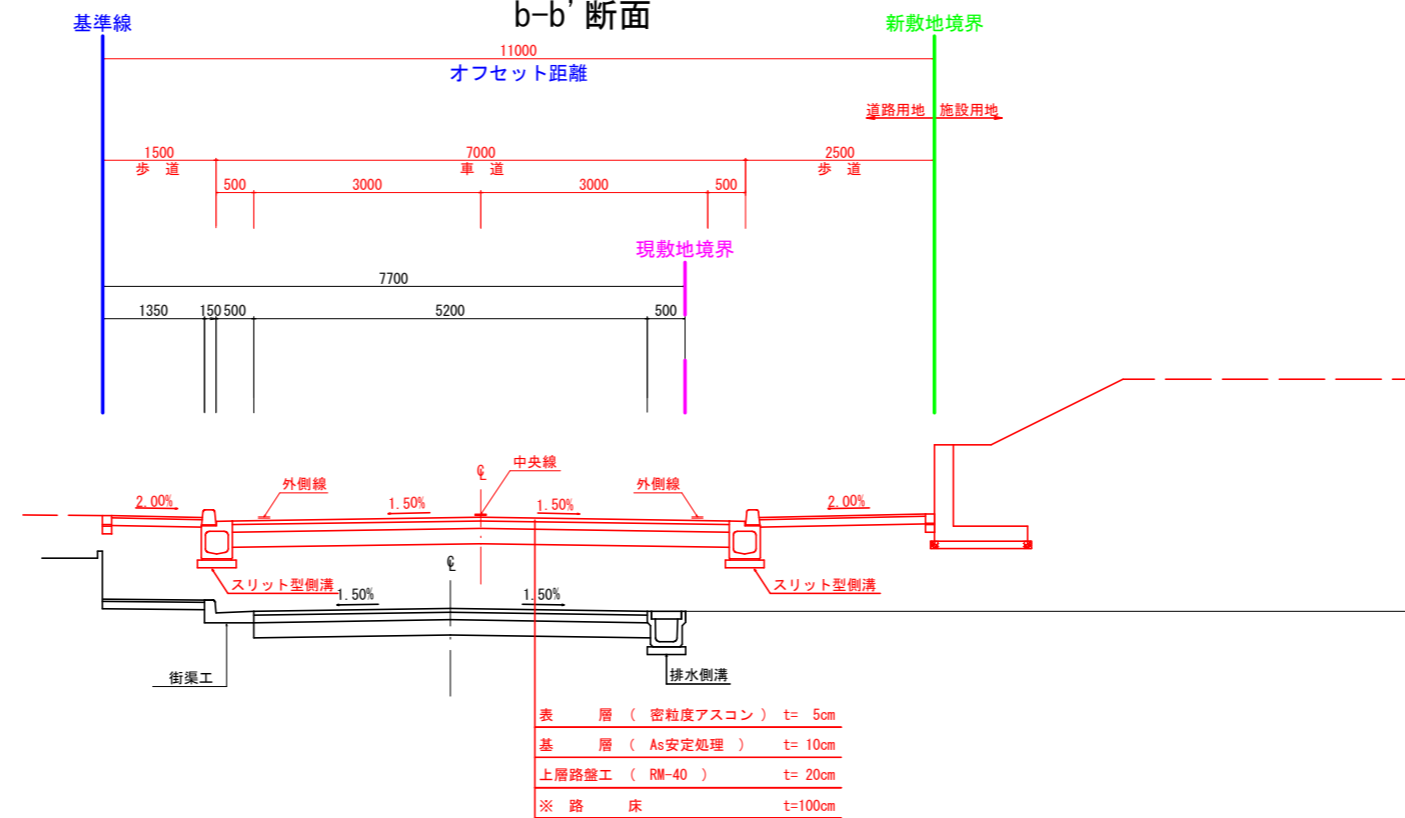 b-b' 断面
基準線
新敷地境界
11000
オフセット距離
道路用地
施設用地
1500
7000
2500
歩 道
車 道
歩 道
500
3000
3000
500
現敷地境界
7700
1350
150
500
5200
500
℄
中央線
外側線
外側線
2.00%
1.50%
1.50%
2.00%
℄
スリット型側溝
スリット型側溝
1.50%
1.50%
街渠工
排水側溝
表 層 ( 密粒度アスコン ) t= 5cm
基 層 ( As安定処理 ) t= 10cm
上層路盤工 ( RM-40 ) t= 20cm
※ 路 床 t=100cm